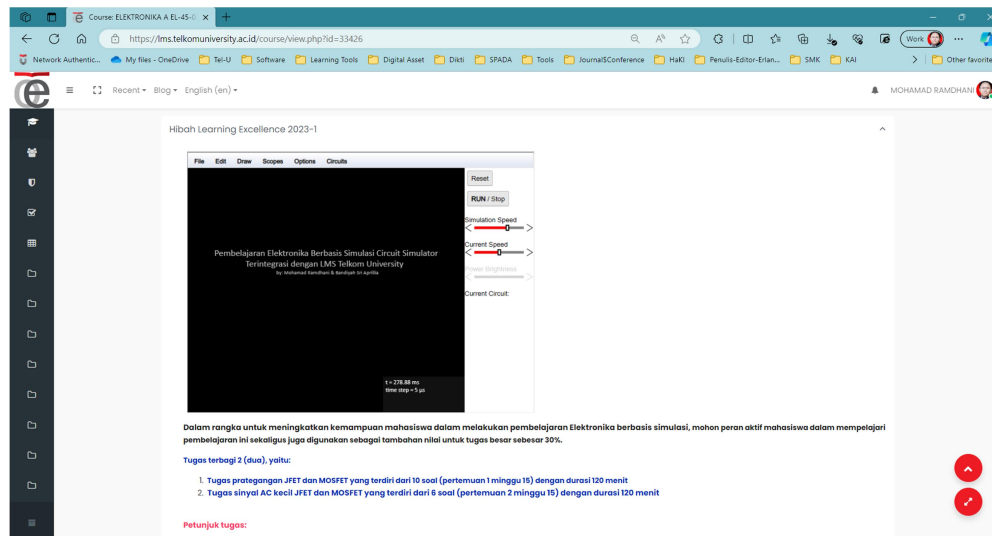 Course: ELEKTRONIKA A EL-45-0
https://lms.telkomuniversity.ac.id/course/view.php?id=33426
Work
Network Authentic...
My files - OneDrive
Tel-U
Software
Learning Tools
Digital Asset
Dikti
SPADA
Tools
Journal$Conference
HaKI
Penulis-Editor-Erlan...
SMK
KAI
Other favorite
Recent
Blog
English (en)
MOHAMAD RAMDHANI
Hibah Learning Excellence 2023-1
File Edit Draw Scopes Options Circuits
Reset
RUN / Stop
Simulation Speed
Current Speed
Power Brightness
Current Circuit:
Pembelajaran Elektronika Berbasis Simulasi Circuit Simulator
Terintegrasi dengan LMS Telkom University
by: Mohamad Ramdhani & Bandiyah Sri Aprillia
t = 278.88 ms
time step = 5 µs
Dalam rangka untuk meningkatkan kemampuan mahasiswa dalam melakukan pembelajaran Elektronika berbasis simulasi, mohon peran aktif mahasiswa dalam mempelajari
pembelajaran ini sekaligus juga digunakan sebagai tambahan nilai untuk tugas besar sebesar 30%.
Tugas terbagi 2 (dua), yaitu:
1. Tugas prategangan JFET dan MOSFET yang terdiri dari 10 soal (pertemuan 1 minggu 15) dengan durasi 120 menit
2. Tugas sinyal AC kecil JFET dan MOSFET yang terdiri dari 6 soal (pertemuan 2 minggu 15) dengan durasi 120 menit
Petunjuk tugas: